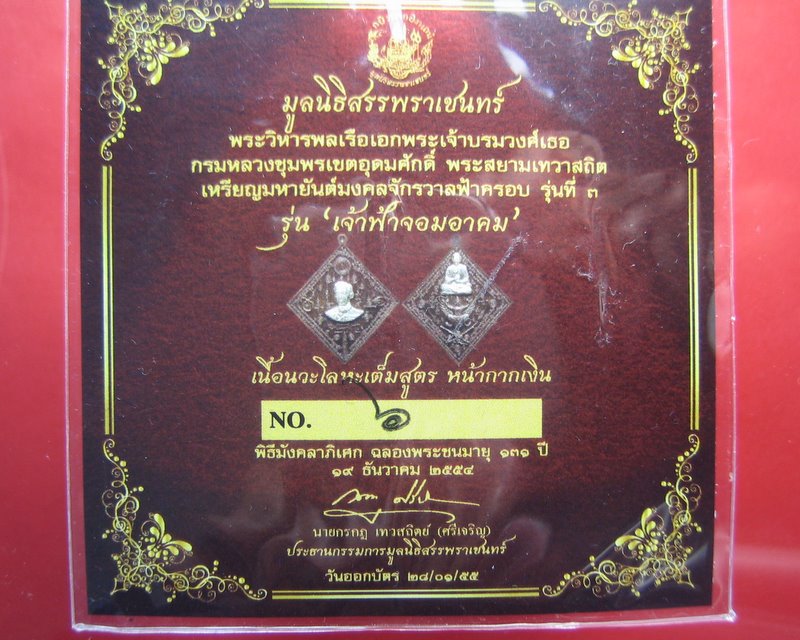 มูลนิธิสรรพราเชนทร์
พระวิหารพลเรือเอกพระเจ้าบรมวงศ์เธอ
กรมหลวงชุมพรเขตอุดมศักดิ์ พระสยามเทวาสถิต
เหรียญมหายันต์มงคลจักรวาลฟ้าครอบ รุ่นที่ ๓
รุ่น ‘เจ้าฟ้าจอมอาคม’
เนื้อนวะโลหะเต็มสูตร หน้ากากเงิน
NO. ๖
พิธีมังคลาภิเศก ฉลองพระชนมายุ ๑๓๑ ปี
๑๙ ธันวาคม ๒๕๕๔
นายกรกฎ เทวสถิตย์ (ศรีเจริญ)
ประธานกรรมการมูลนิธิสรรพราเชนทร์
วันออกบัตร ๒๘/๐๑/๕๕